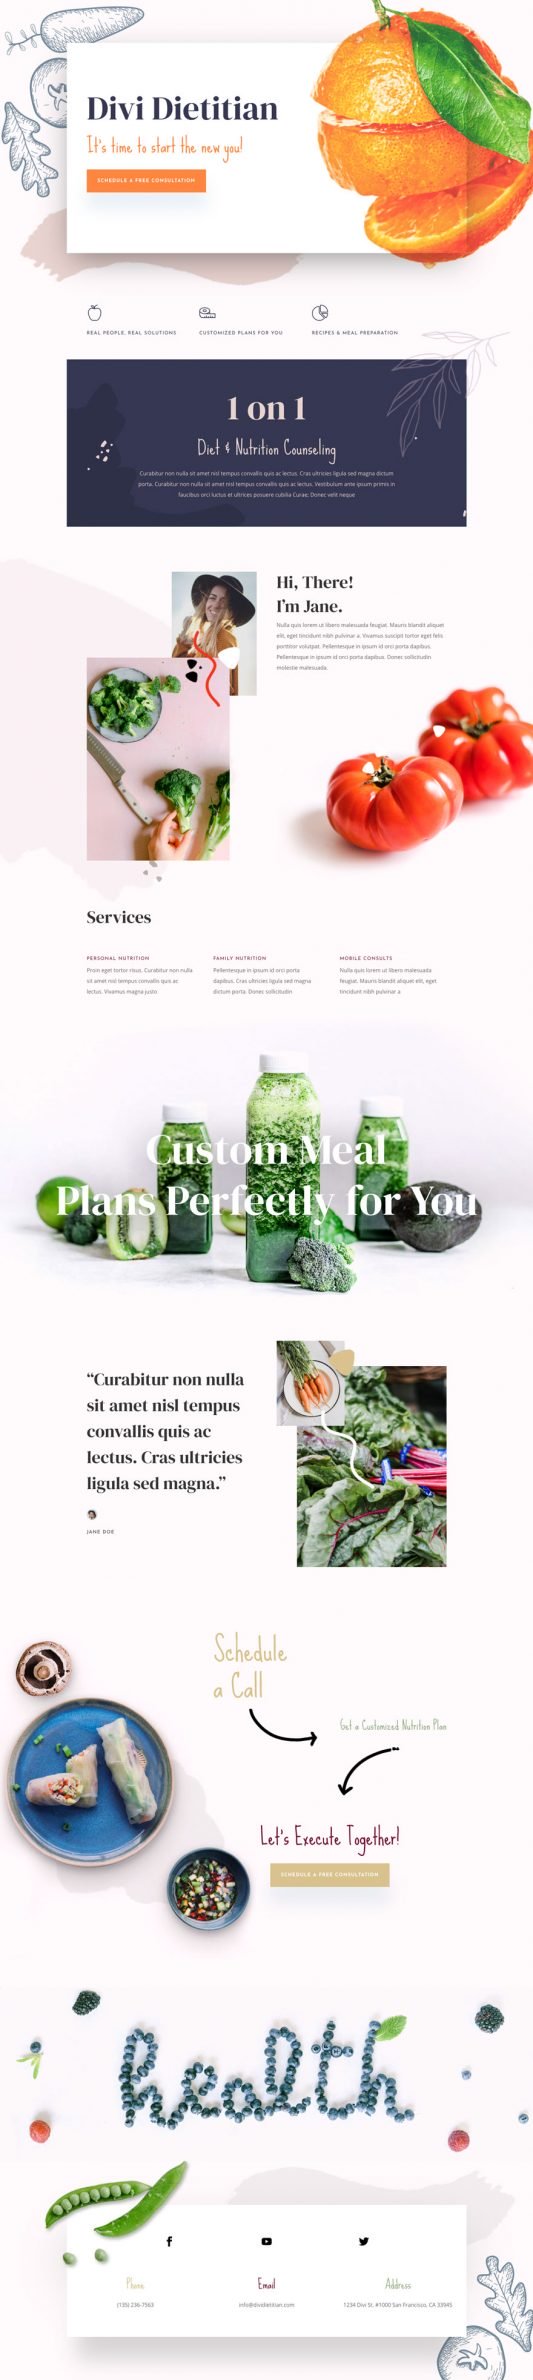 Divi Dietitian
It's time to start the new you!
SCHEDULE A FREE CONSULTATION
REAL PEOPLE, REAL SOLUTIONS
CUSTOMIZED PLANS FOR YOU
RECIPES & MEAL PREPARATION
1 on 1
Diet & Nutrition Counseling
Curabitur non nulla sit amet nisl tempus convallis quis ac lectus. Cras ultricies ligula sed magna dictum
porta. Curabitur non nulla sit amet nisl tempus convallis quis ac lectus. Vestibulum ante ipsum primis in
faucibus orci luctus et ultrices posuere cubilia Curae; Donec velit neque
Hi, There!
I'm Jane.
Nulla quis lorem ut libero malesuada feugiat. Mauris blandit aliquet
elit, eget tincidunt nibh pulvinar a. Vivamus suscipit tortor eget felis
porttitor volutpat. Pellentesque in ipsum id orci porta dapibus.
Pellentesque in ipsum id orci porta dapibus. Donec sollicitudin
molestie malesuada.
Services
PERSONAL NUTRITION
Proin eget tortor risus. Curabitur non nulla
sit amet nisl tempus convallis quis ac
lectus. Vivamus magna justo
FAMILY NUTRITION
Pellentesque in ipsum id orci porta
dapibus. Cras ultricies ligula sed magna
dictum porta. Donec sollicitudin
MOBILE CONSULTS
Nulla quis lorem ut libero malesuada
feugiat. Mauris blandit aliquet elit, eget
tincidunt nibh pulvinar a
Custom Meal
Plans Perfectly for You
“Curabitur non nulla
sit amet nisl tempus
convallis quis ac
lectus. Cras ultricies
ligula sed magna.”
JANE DOE
Schedule
a Call
Get a Customized Nutrition Plan
Let's Execute Together!
SCHEDULE A FREE CONSULTATION
health
Phone
(135) 236-7563
Email
info@dividietitian.com
Address
1234 Divi St. #1000 San Francisco, CA 33945